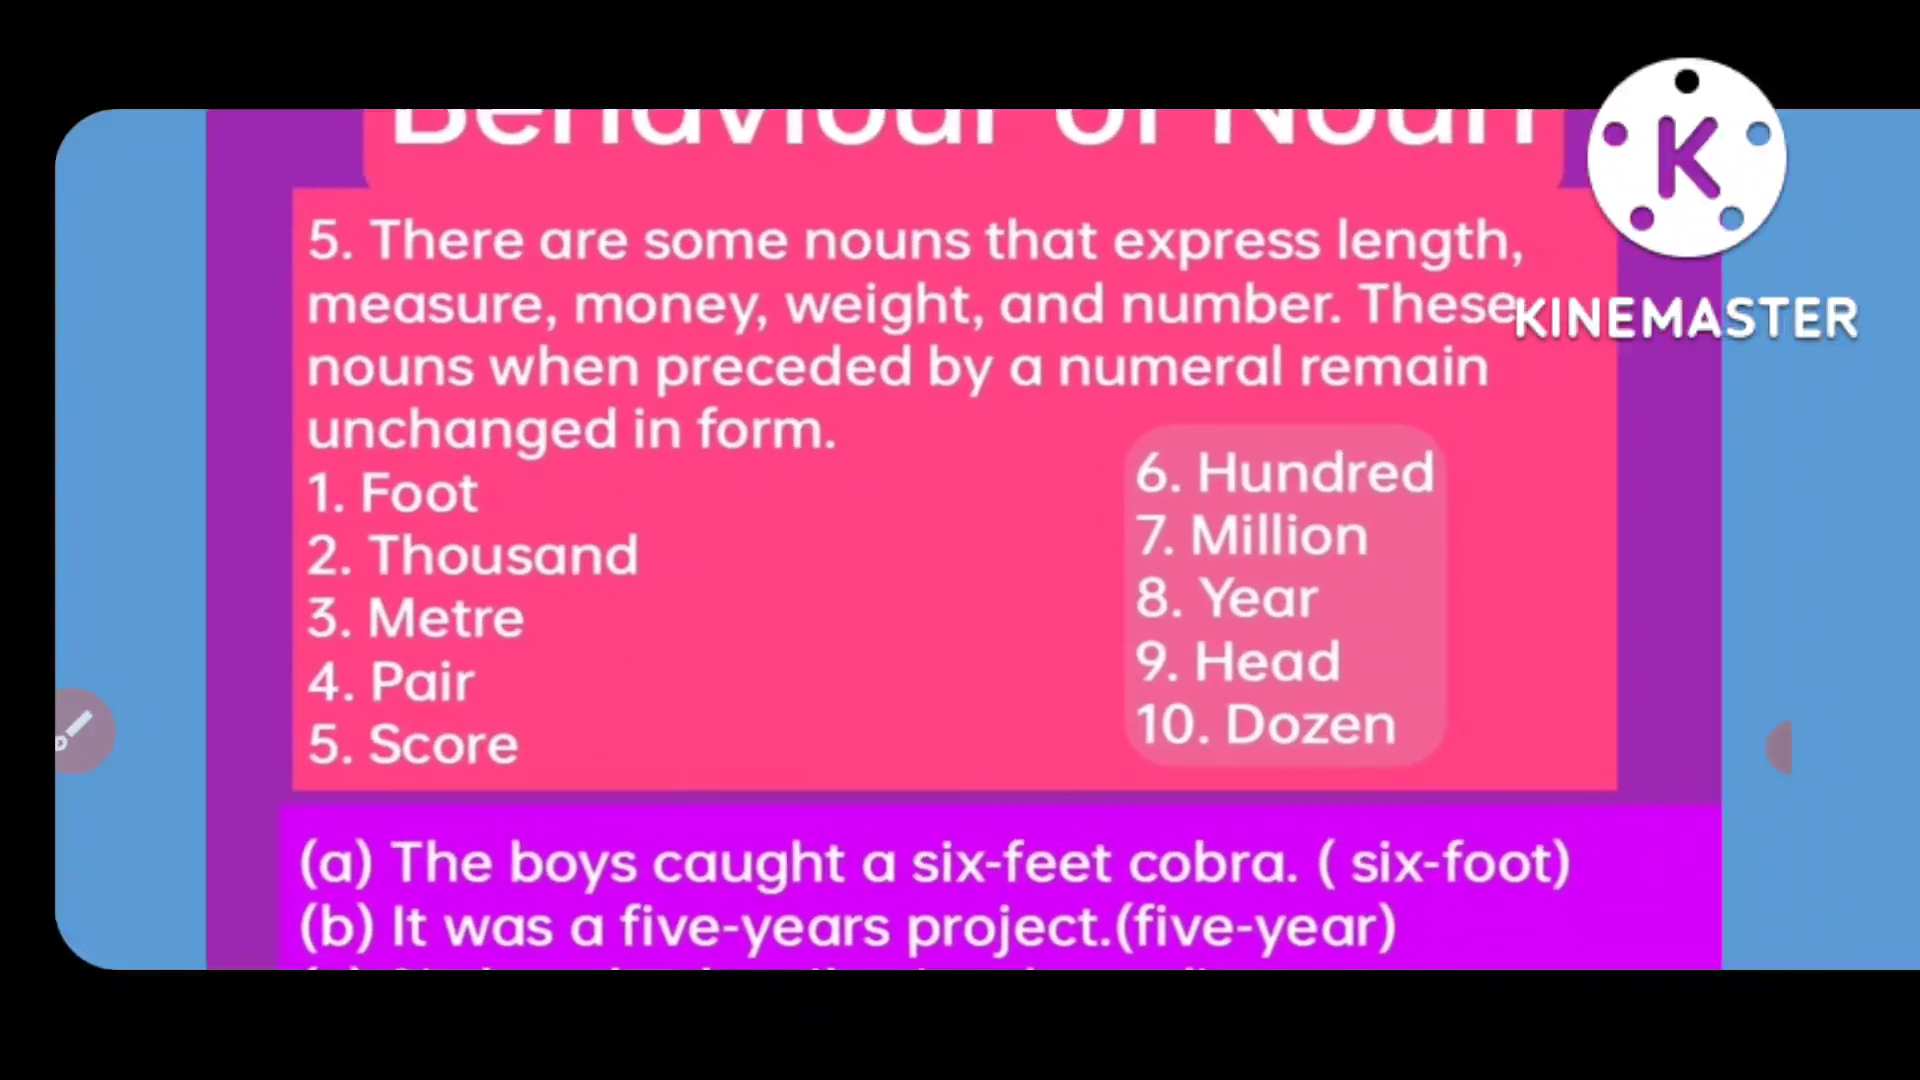 Behaviour of Noun
K
KINEMASTER
5. There are some nouns that express length,
measure, money, weight, and number. These
nouns when preceded by a numeral remain
unchanged in form.
1. Foot
2. Thousand
3. Metre
4. Pair
5. Score
6. Hundred
7. Million
8. Year
9. Head
10. Dozen
(a) The boys caught a six-feet cobra. ( six-foot)
(b) It was a five-years project.(five-year)